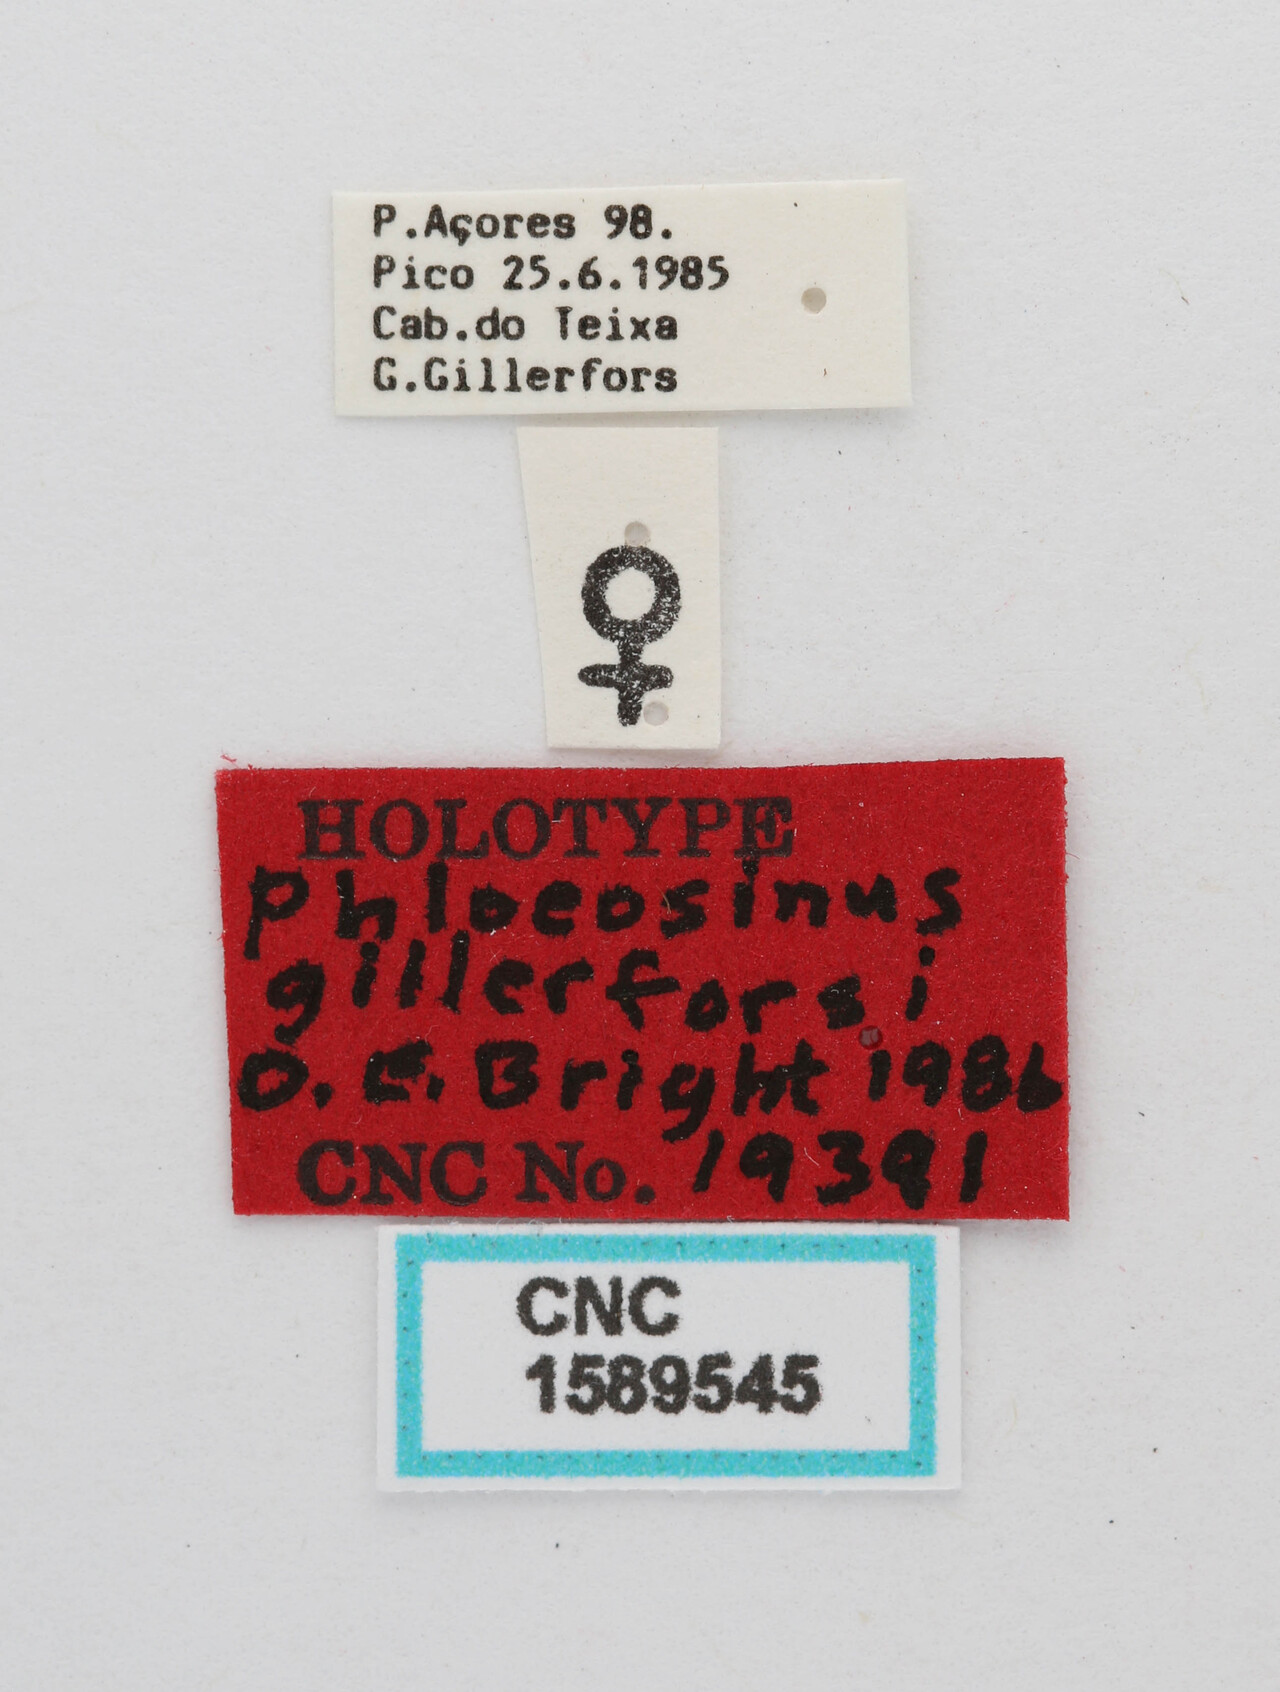 P.Açores 98.
Pico 25.6.1985
Cab.do Teixa
G.Gillerfors
♀
HOLOTYPE
Phloeosinus
gillerforsi
D.E. Bright 1986
CNC No. 19391
CNC
1589545